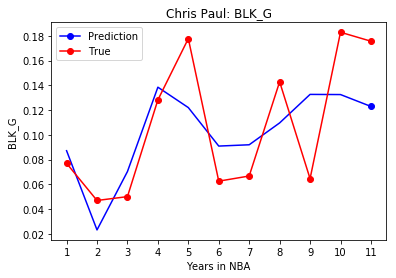 Chris Paul: BLK_G
Prediction
True
BLK_G
0.18
0.16
0.14
0.12
0.10
0.08
0.06
0.04
0.02
1 2 3 4 5 6 7 8 9 10 11
Years in NBA